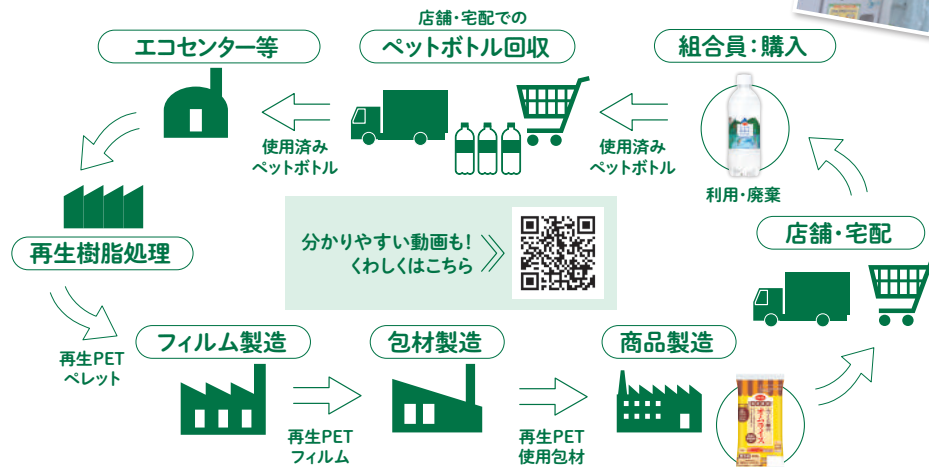 店舗・宅配での
エコセンター等
ペットボトル回収
組合員：購入
使用済み
ペットボトル
使用済み
ペットボトル
利用・廃棄
再生樹脂処理
分かりやすい動画も！
くわしくはこちら
店舗・宅配
再生PET
ペレット
フィルム製造
包材製造
商品製造
再生PET
フィルム
再生PET
使用包材
オムライス